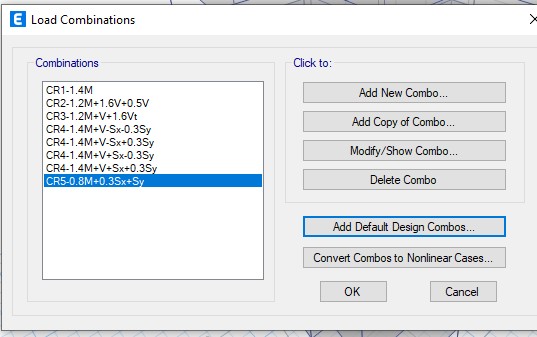 E Load Combinations
Combinations
CR1-1.4M
CR2-1.2M+1.6V+0.5V
CR3-1.2M+V+1.6Vt
CR4-1.4M+V-Sx-0.3Sy
CR4-1.4M+V-Sx+0.3Sy
CR4-1.4M+V+Sx-0.3Sy
CR4-1.4M+V+Sx+0.3Sy
CR5-0.8M+0.3Sx+Sy
Click to:
Add New Combo...
Add Copy of Combo...
Modify/Show Combo...
Delete Combo
Add Default Design Combos...
Convert Combos to Nonlinear Cases...
OK
Cancel